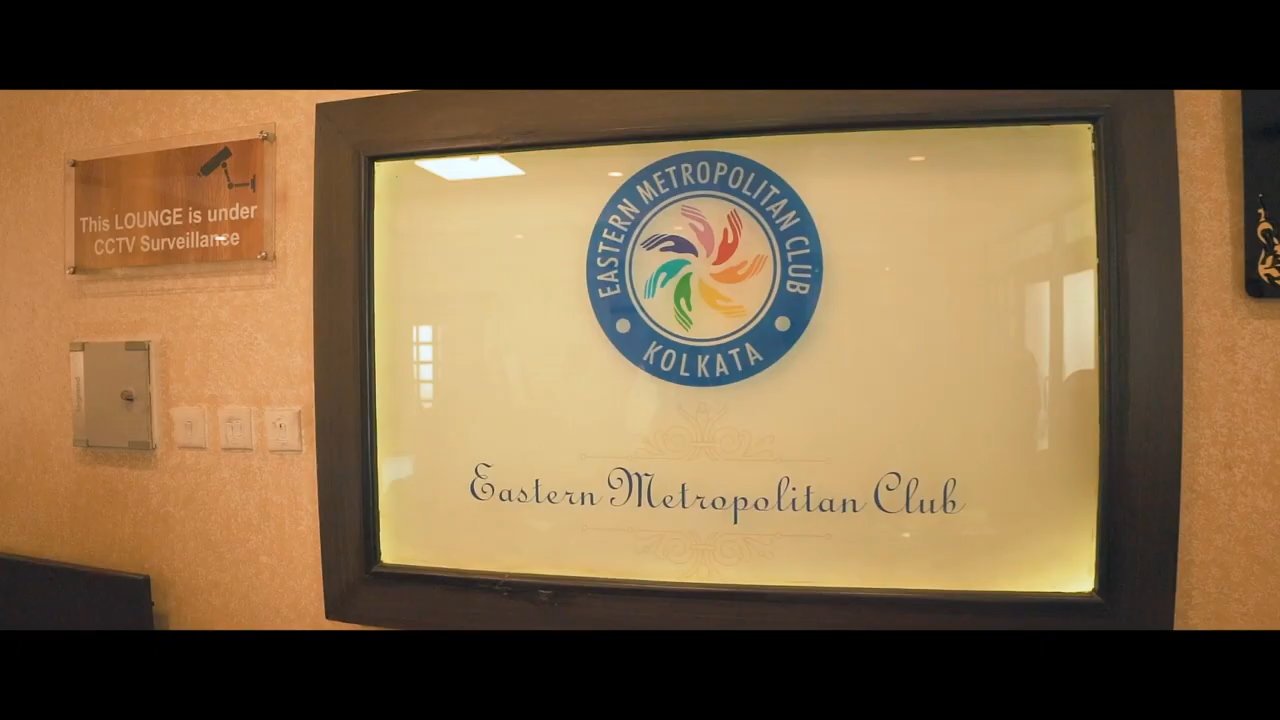 This LOUNGE is under
CCTV Surveillance
EASTERN METROPOLITAN CLUB
KOLKATA
Eastern Metropolitan Club